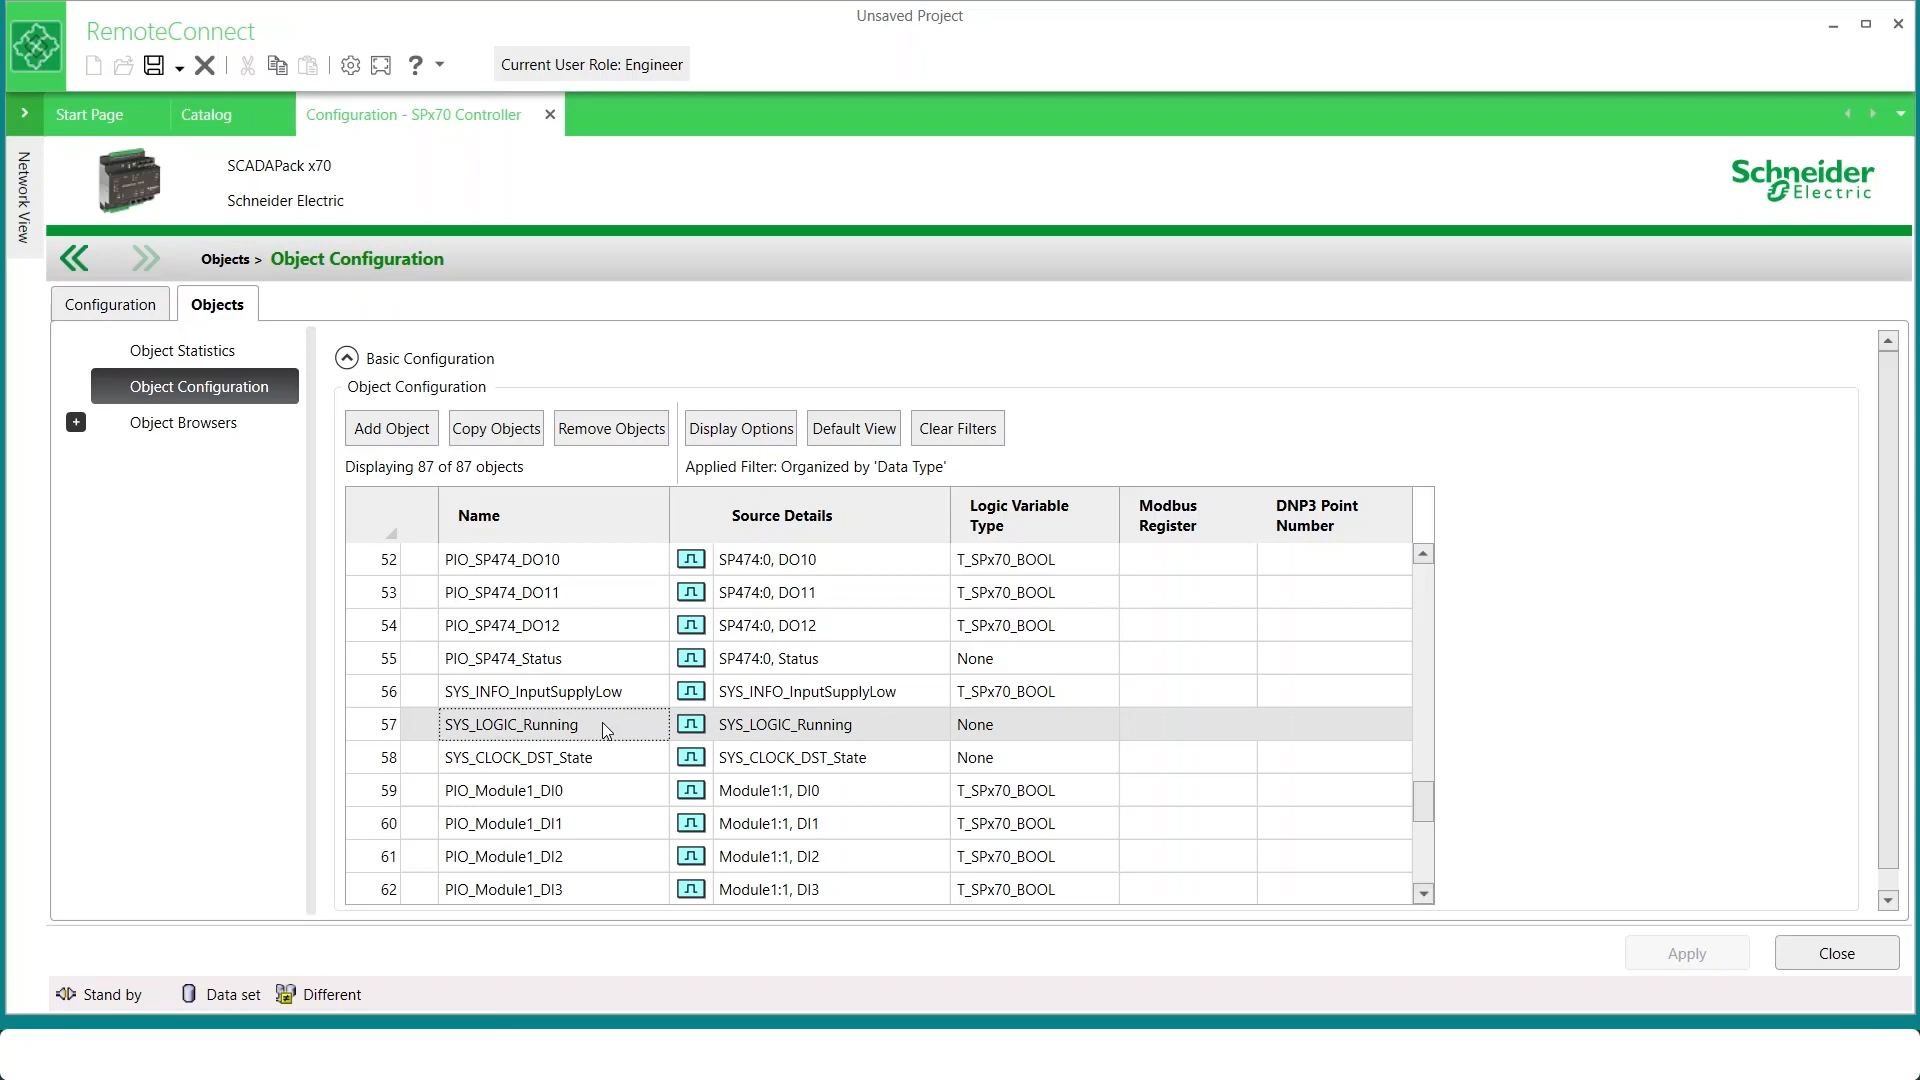 Unsaved Project
RemoteConnect
Current User Role: Engineer
Start Page
Catalog
Configuration - SPx70 Controller
Network View
SCADAPack x70
Schneider Electric
Schneider
Electric
Objects > Object Configuration
Configuration
Objects
Object Statistics
Object Configuration
Object Browsers
Basic Configuration
Object Configuration
Add Object
Copy Objects
Remove Objects
Display Options
Default View
Clear Filters
Displaying 87 of 87 objects
Applied Filter: Organized by 'Data Type'
Name
Source Details
Logic Variable
Type
Modbus
Register
DNP3 Point
Number
52 PIO_SP474_DO10 SP474:0, DO10 T_SPx70_BOOL
53 PIO_SP474_DO11 SP474:0, DO11 T_SPx70_BOOL
54 PIO_SP474_DO12 SP474:0, DO12 T_SPx70_BOOL
55 PIO_SP474_Status SP474:0, Status None
56 SYS_INFO_InputSupplyLow SYS_INFO_InputSupplyLow T_SPx70_BOOL
57 SYS_LOGIC_Running SYS_LOGIC_Running None
58 SYS_CLOCK_DST_State SYS_CLOCK_DST_State None
59 PIO_Module1_DI0 Module1:1, DI0 T_SPx70_BOOL
60 PIO_Module1_DI1 Module1:1, DI1 T_SPx70_BOOL
61 PIO_Module1_DI2 Module1:1, DI2 T_SPx70_BOOL
62 PIO_Module1_DI3 Module1:1, DI3 T_SPx70_BOOL
Apply
Close
Stand by
Data set
Different